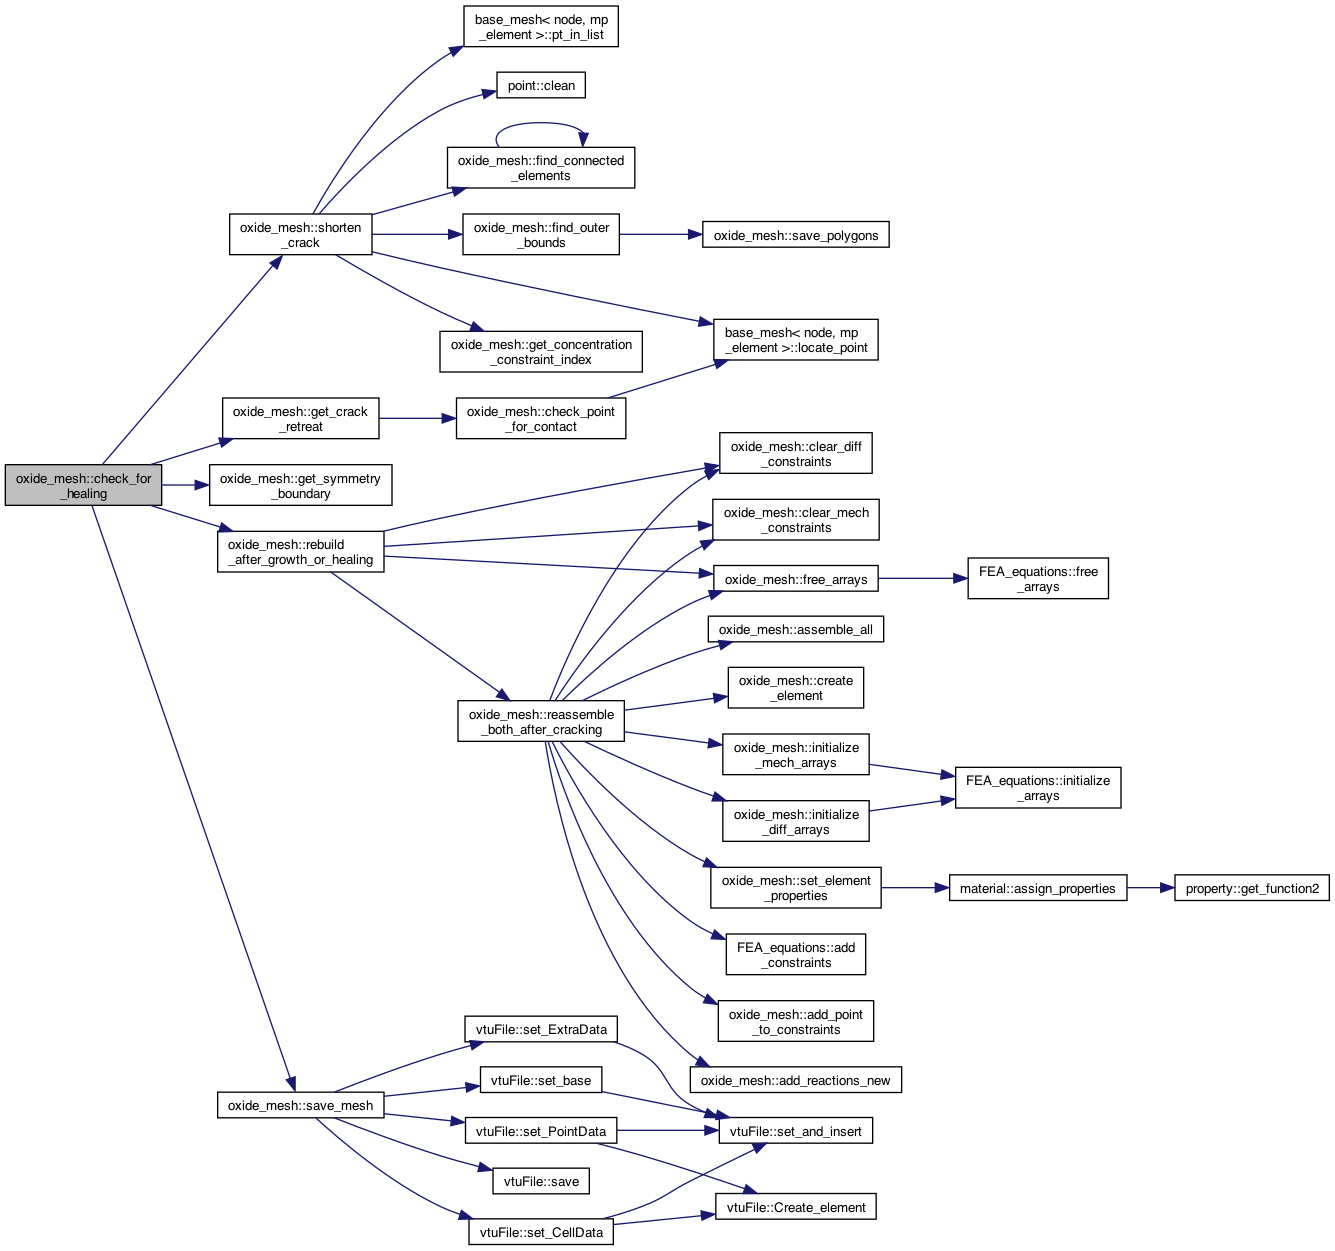 base_mesh< node, mp
_element >::pt_in_list
point::clean
oxide_mesh::find_connected
_elements
oxide_mesh::shorten
_crack
oxide_mesh::find_outer
_bounds
oxide_mesh::save_polygons
oxide_mesh::get_concentration
_constraint_index
base_mesh< node, mp
_element >::locate_point
oxide_mesh::get_crack
_retreat
oxide_mesh::check_point
_for_contact
oxide_mesh::check_for
_healing
oxide_mesh::get_symmetry
_boundary
oxide_mesh::clear_diff
_constraints
oxide_mesh::rebuild
_after_growth_or_healing
oxide_mesh::clear_mech
_constraints
oxide_mesh::free_arrays
FEA_equations::free
_arrays
oxide_mesh::assemble_all
oxide_mesh::create
_element
oxide_mesh::reassemble
_both_after_cracking
oxide_mesh::initialize
_mech_arrays
FEA_equations::initialize
_arrays
oxide_mesh::initialize
_diff_arrays
oxide_mesh::set_element
_properties
material::assign_properties
property::get_function2
FEA_equations::add
_constraints
oxide_mesh::add_point
_to_constraints
oxide_mesh::add_reactions_new
vtuFile::set_ExtraData
vtuFile::set_base
oxide_mesh::save_mesh
vtuFile::set_PointData
vtuFile::set_and_insert
vtuFile::save
vtuFile::Create_element
vtuFile::set_CellData